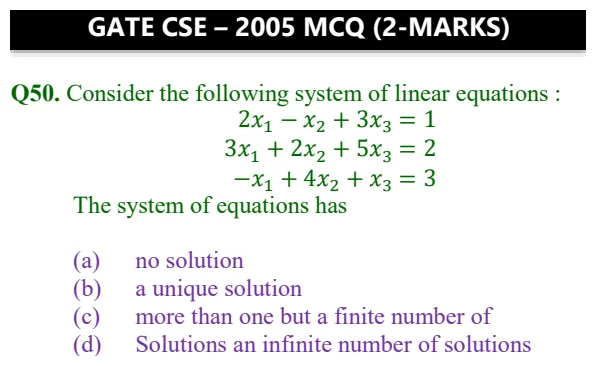 GATE CSE – 2005 MCQ (2-MARKS)
Q50. Consider the following system of linear equations :
2x₁ − x₂ + 3x₃ = 1
3x₁ + 2x₂ + 5x₃ = 2
−x₁ + 4x₂ + x₃ = 3
The system of equations has
(a) no solution
(b) a unique solution
(c) more than one but a finite number of
(d) Solutions an infinite number of solutions